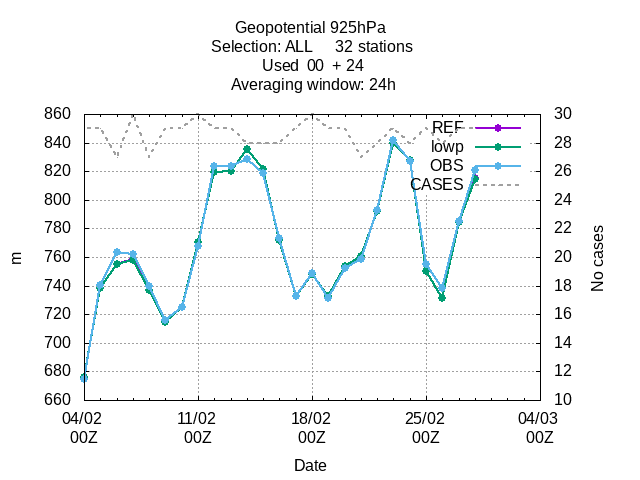 Geopotential 925hPa
Selection: ALL 32 stations
Used 00 + 24
Averaging window: 24h
860 30
REF
840 28
lowp
820 OBS 26
CASES
800 24
780 22
760 20
m
No cases
740 18
720 16
700 14
680 12
660 10
04/02 11/02 18/02 25/02 04/03
00Z 00Z 00Z 00Z 00Z
Date